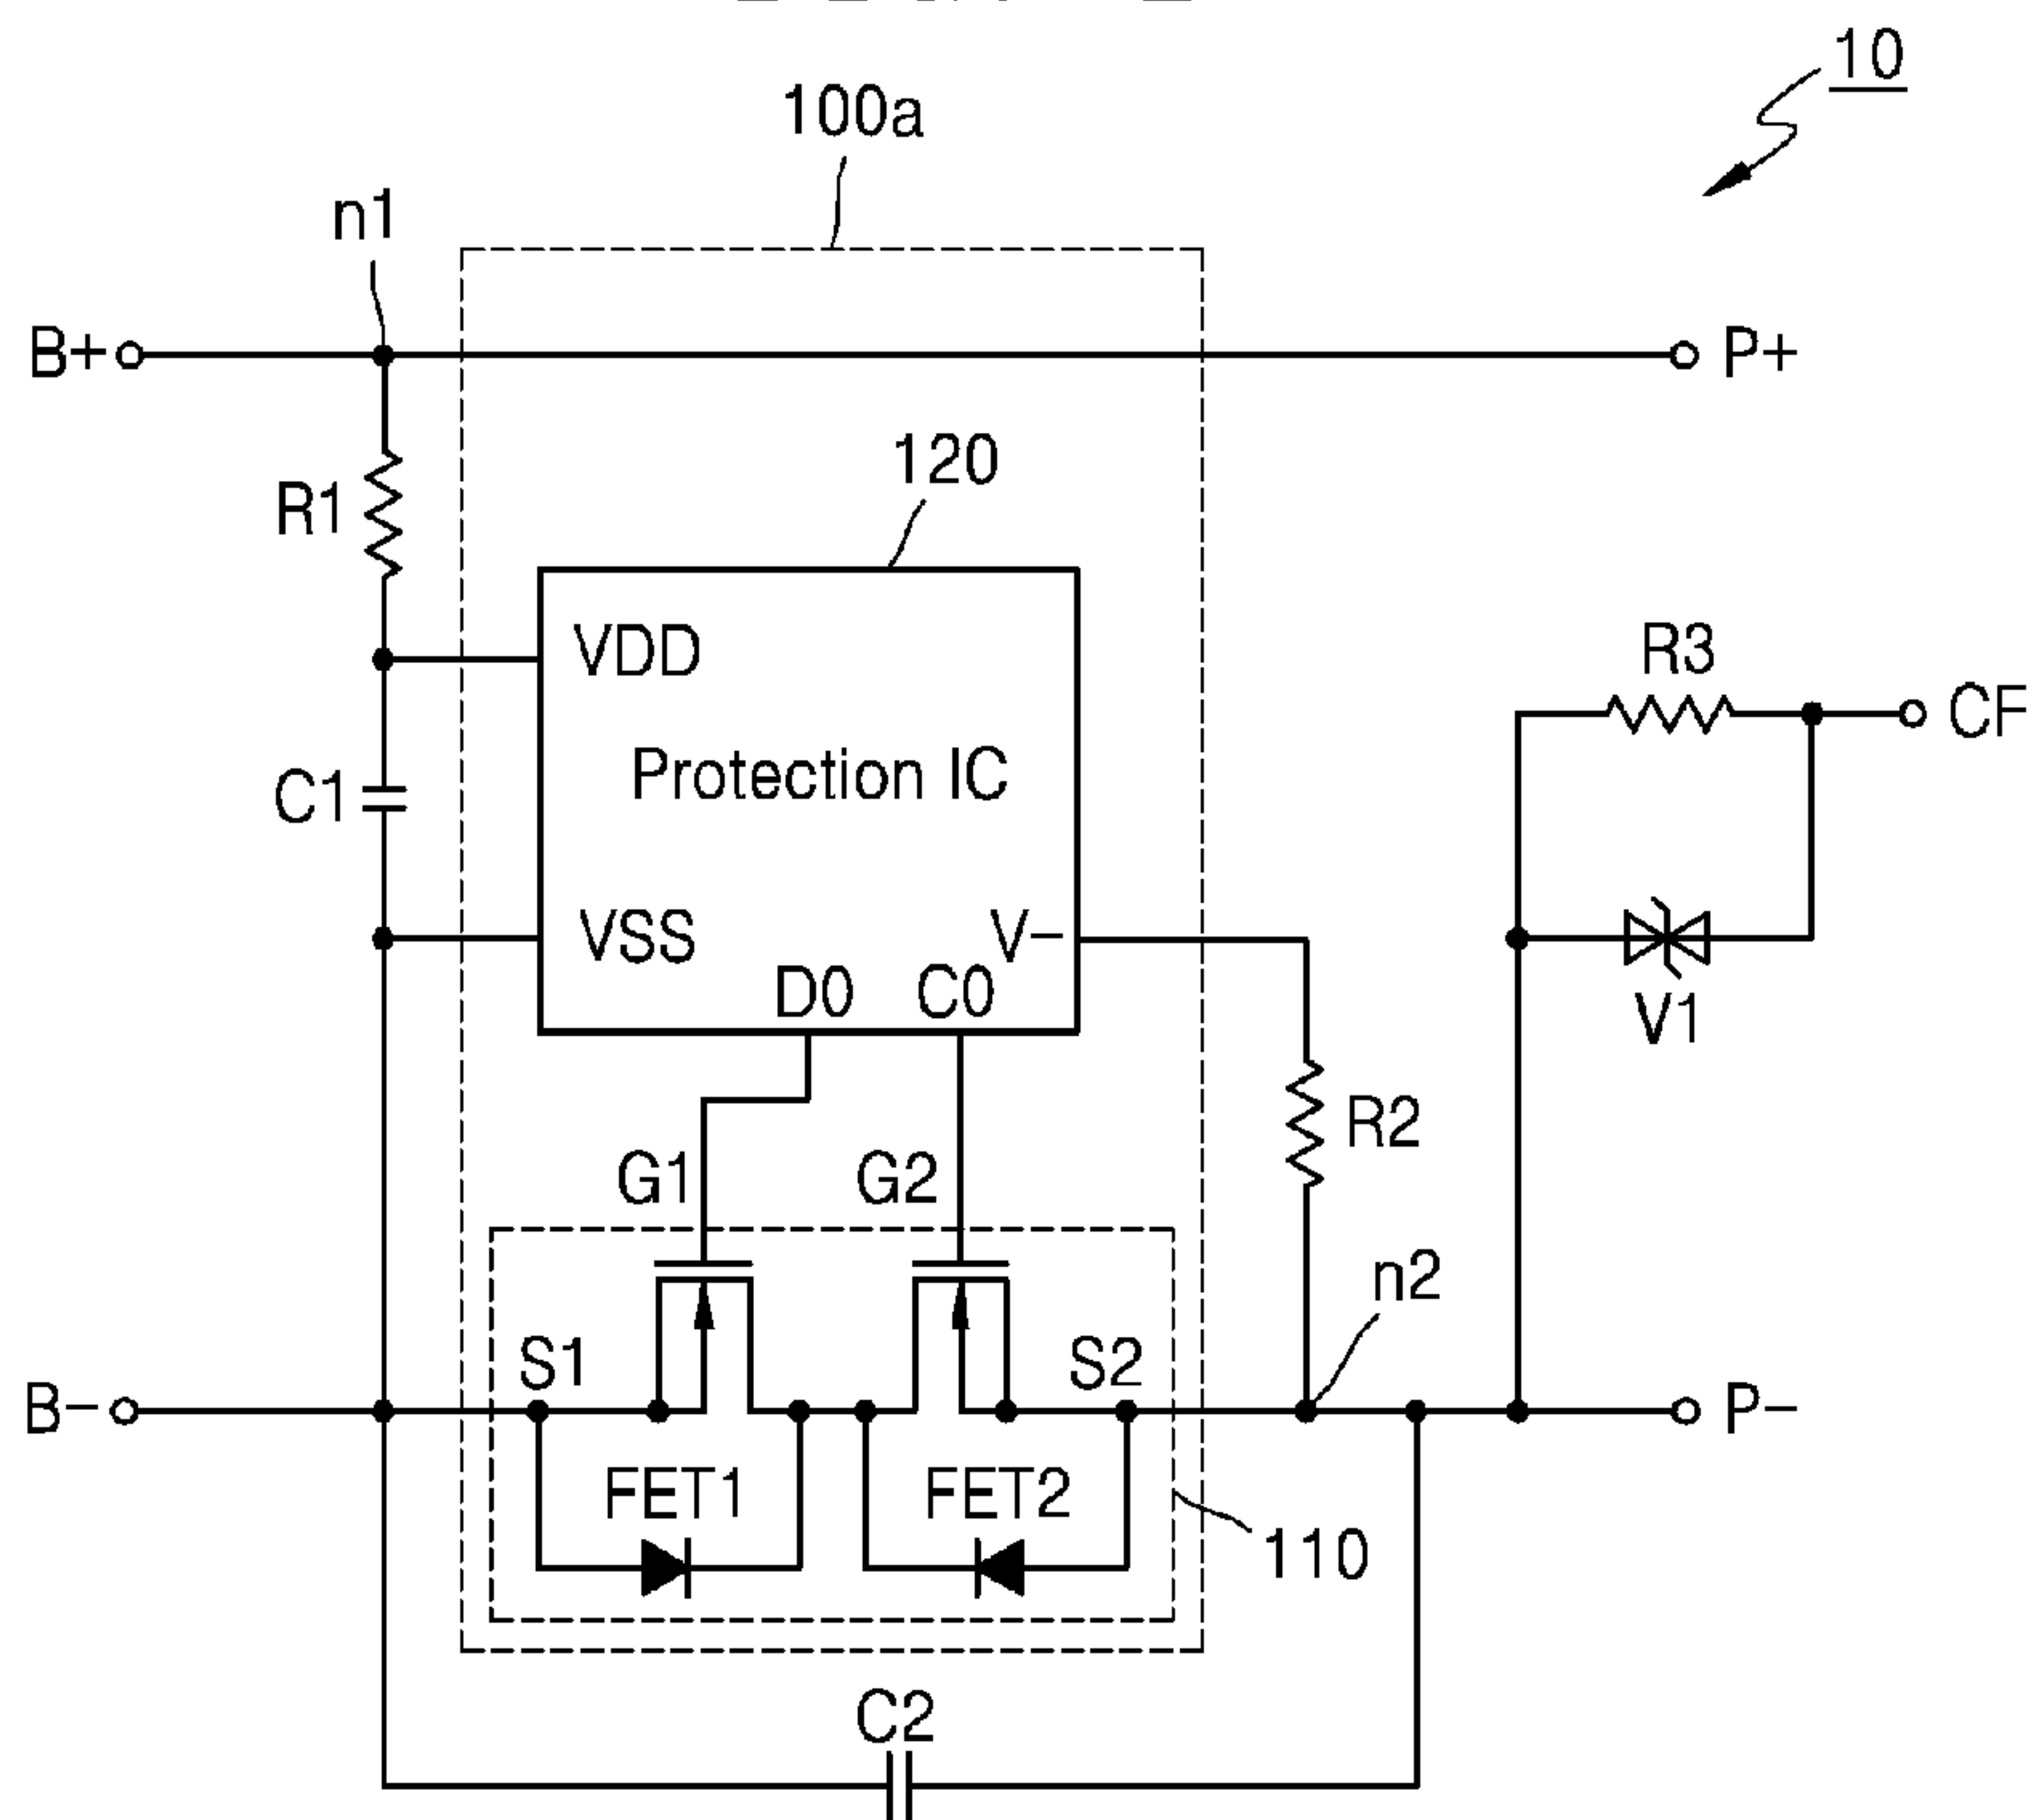 10
100a
n1
B+
P+
120
R1
VDD
R3
CF
Protection IC
C1
VSS
V-
D0
C0
V1
R2
G1
G2
n2
S1
S2
B-
P-
FET1
FET2
110
C2